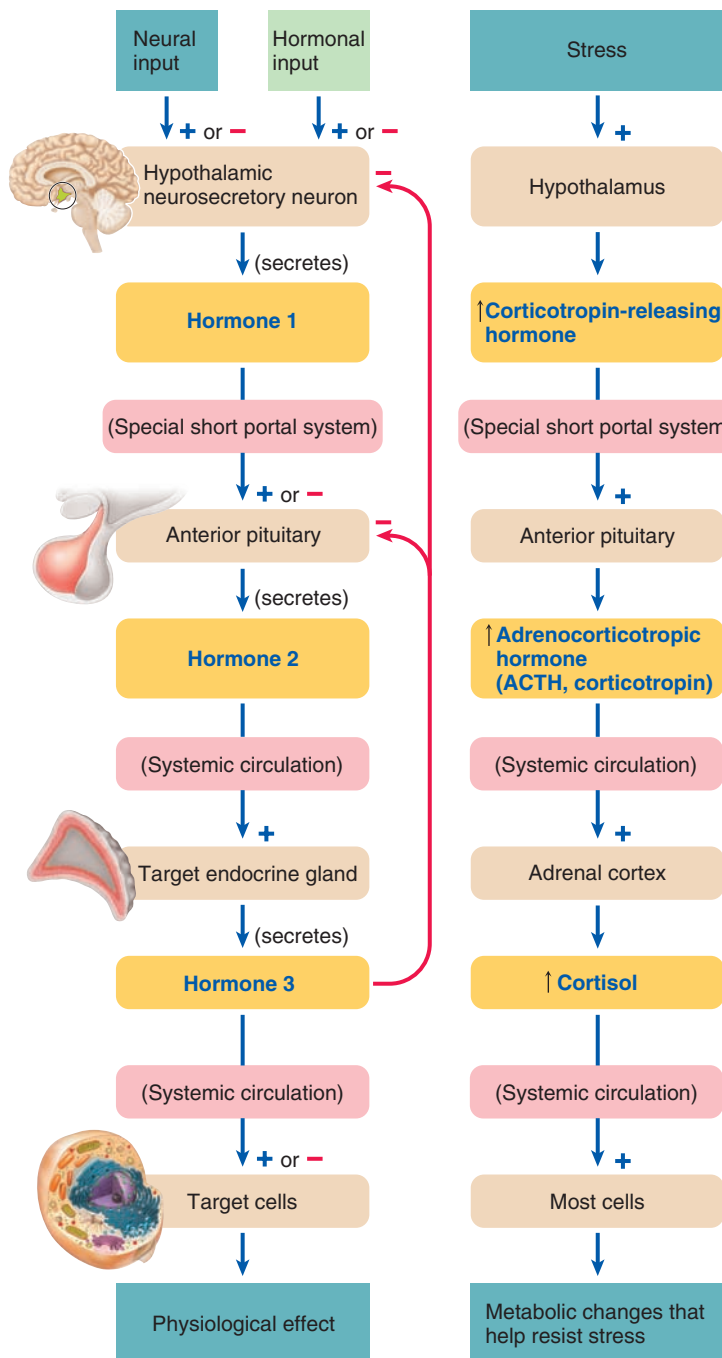 Neural
input
Hormonal
input
+ or −
+ or −
Hypothalamic
neurosecretory neuron
−
(secretes)
Hormone 1
(Special short portal system)
+ or −
−
Anterior pituitary
(secretes)
Hormone 2
(Systemic circulation)
+
Target endocrine gland
(secretes)
Hormone 3
(Systemic circulation)
+ or −
Target cells
Physiological effect
Stress
+
Hypothalamus
↑Corticotropin-releasing
hormone
(Special short portal system
+
Anterior pituitary
↑Adrenocorticotropic
hormone
(ACTH, corticotropin)
(Systemic circulation)
+
Adrenal cortex
↑ Cortisol
(Systemic circulation)
+
Most cells
Metabolic changes that
help resist stress